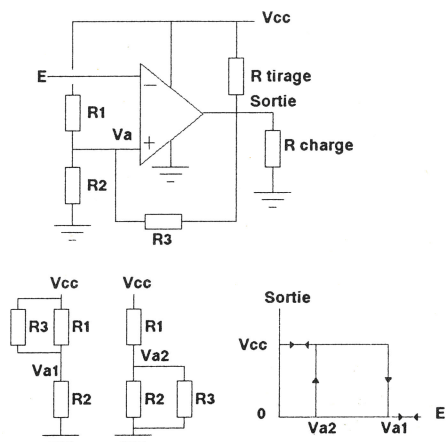 Vcc
E
R tirage
Sortie
R1
Va
R charge
R2
R3
Vcc
Vcc
R3
R1
Va1
R2
R1
Va2
R2
R3
Sortie
Vcc
0
Va2
Va1
E